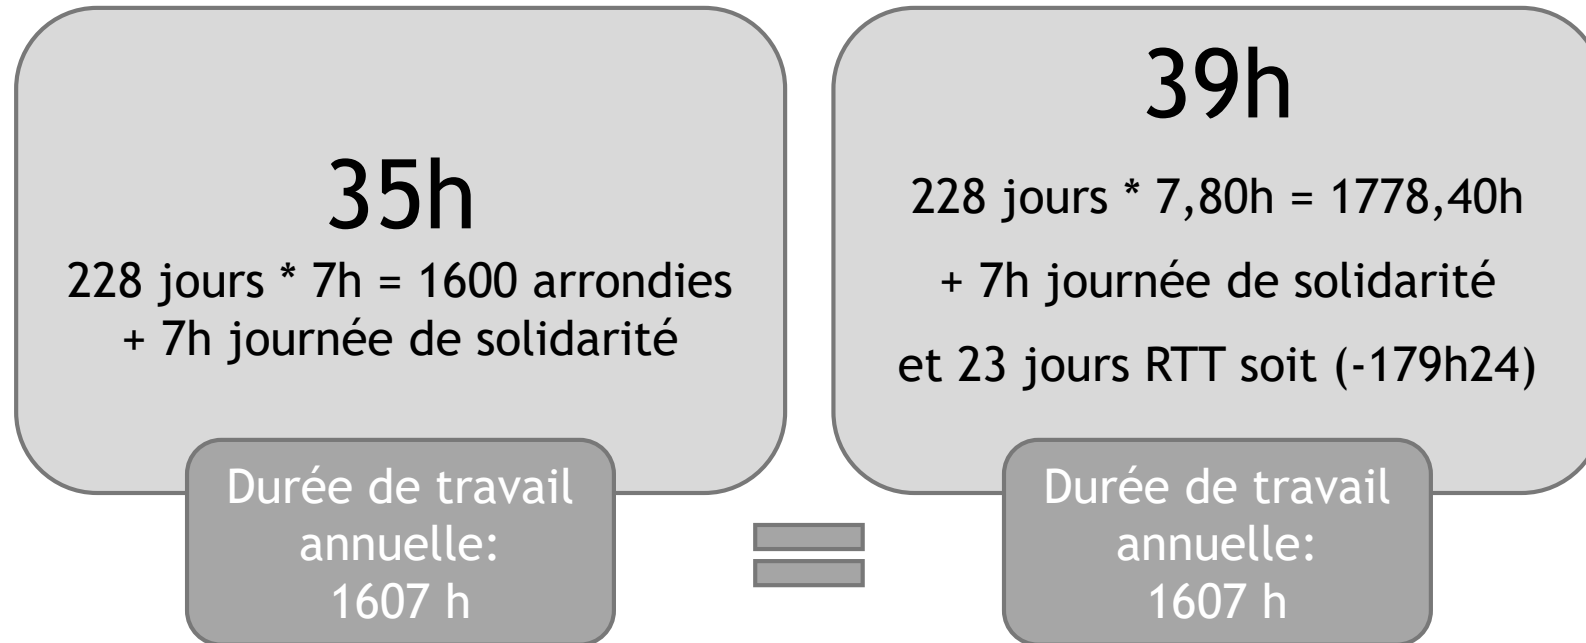 35h
228 jours * 7h = 1600 arrondies
+ 7h journée de solidarité
Durée de travail
annuelle:
1607 h
39h
228 jours * 7,80h = 1778,40h
+ 7h journée de solidarité
et 23 jours RTT soit (-179h24)
Durée de travail
annuelle:
1607 h